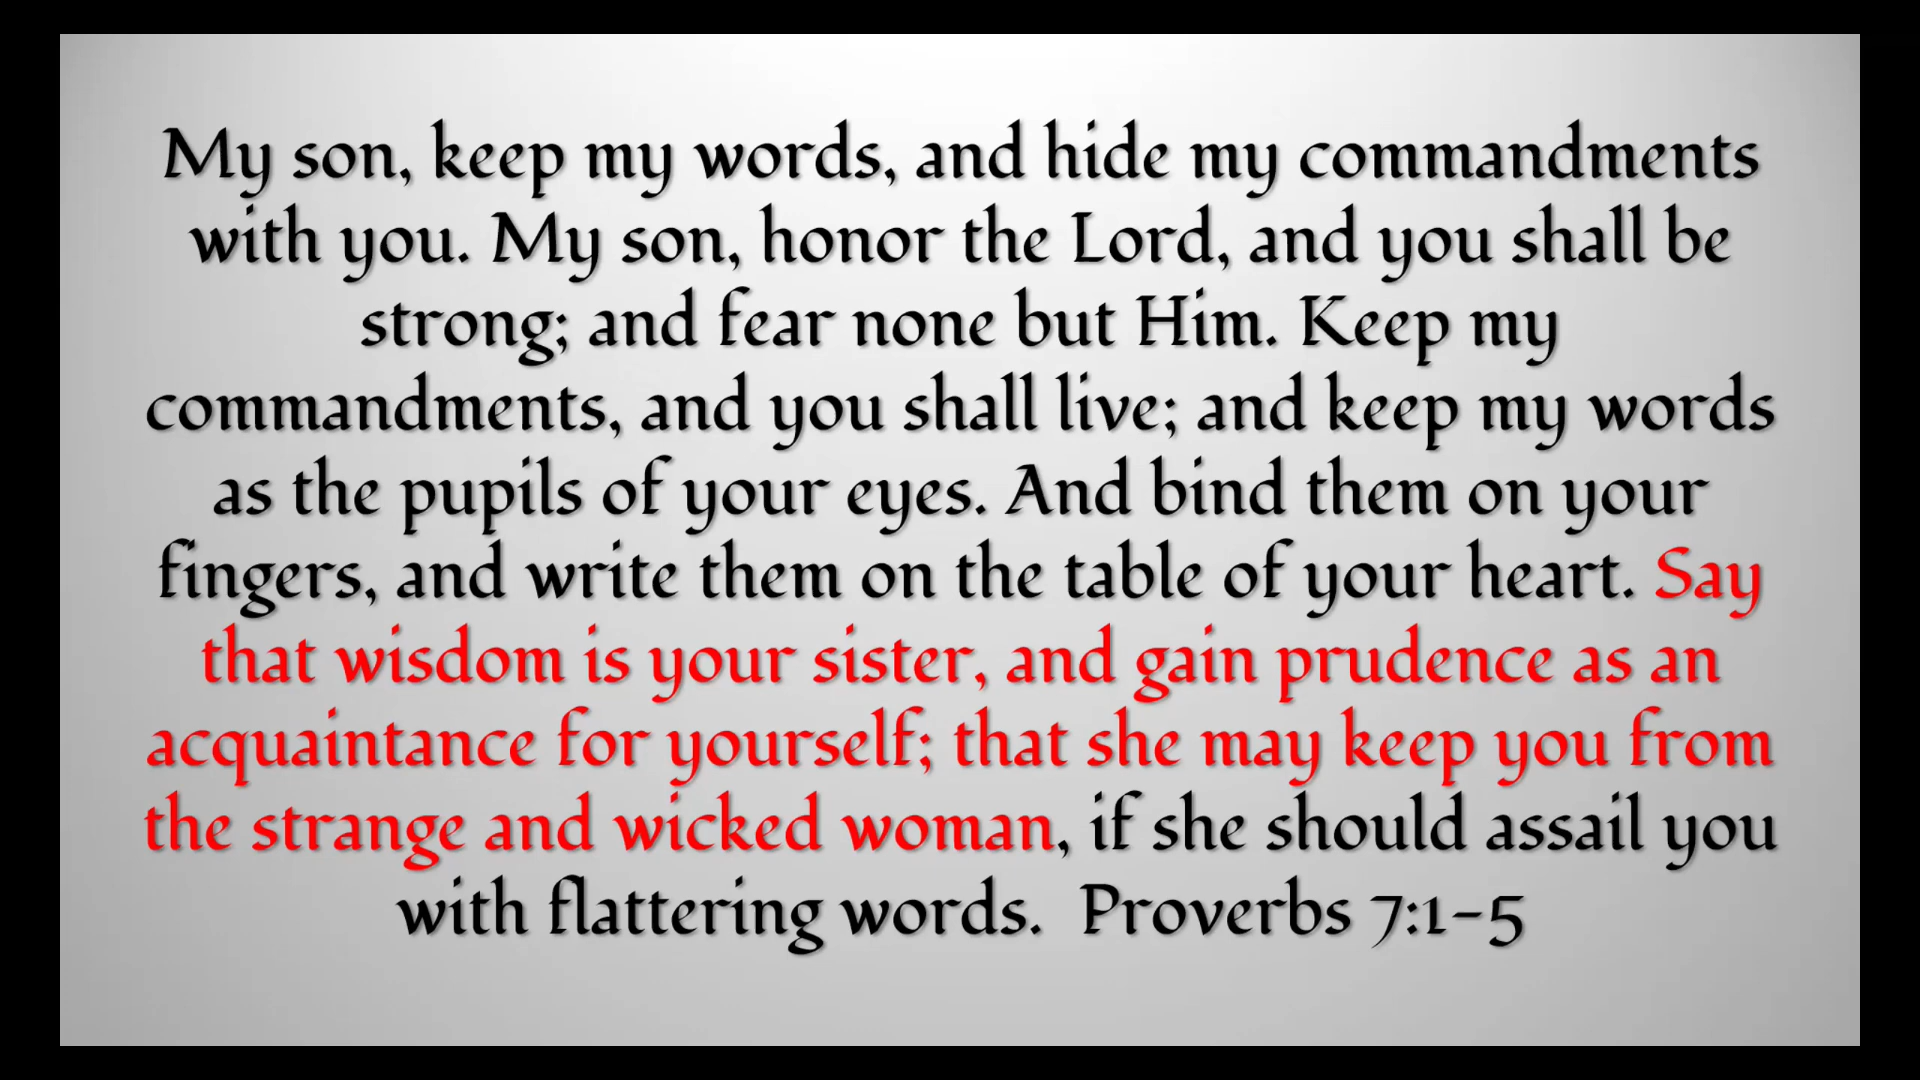 My son, keep my words, and hide my commandments
with you. My son, honor the Lord, and you shall be
strong; and fear none but Him. Keep my
commandments, and you shall live; and keep my words
as the pupils of your eyes. And bind them on your
fingers, and write them on the table of your heart. Say
that wisdom is your sister, and gain prudence as an
acquaintance for yourself; that she may keep you from
the strange and wicked woman, if she should assail you
with flattering words.  Proverbs 7:1–5